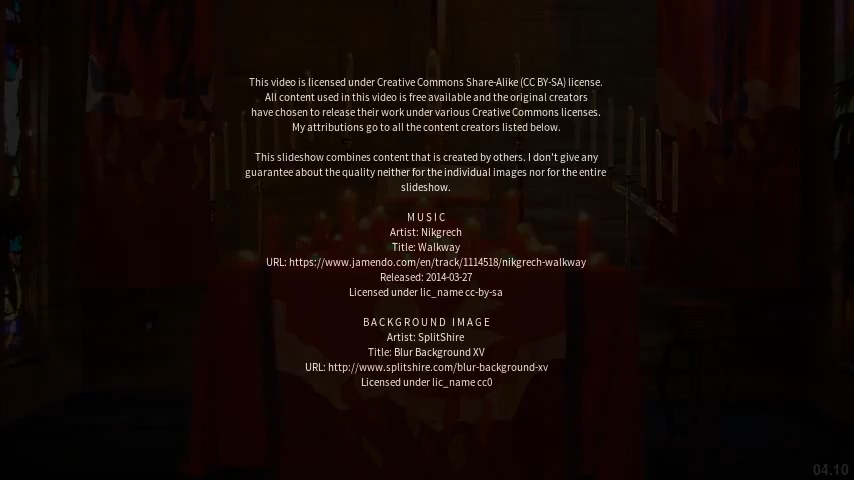 This video is licensed under Creative Commons Share-Alike (CC BY-SA) license.
All content used in this video is free available and the original creators
have chosen to release their work under various Creative Commons licenses.
My attributions go to all the content creators listed below.
This slideshow combines content that is created by others. I don't give any
guarantee about the quality neither for the individual images nor for the entire
slideshow.
MUSIC
Artist: Nikgrech
Title: Walkway
URL: https://www.jamendo.com/en/track/1114518/nikgrech-walkway
Released: 2014-03-27
Licensed under lic_name cc-by-sa
BACKGROUND IMAGE
Artist: SplitShire
Title: Blur Background XV
URL: http://www.splitshire.com/blur-background-xv
Licensed under lic_name cc0
04.10